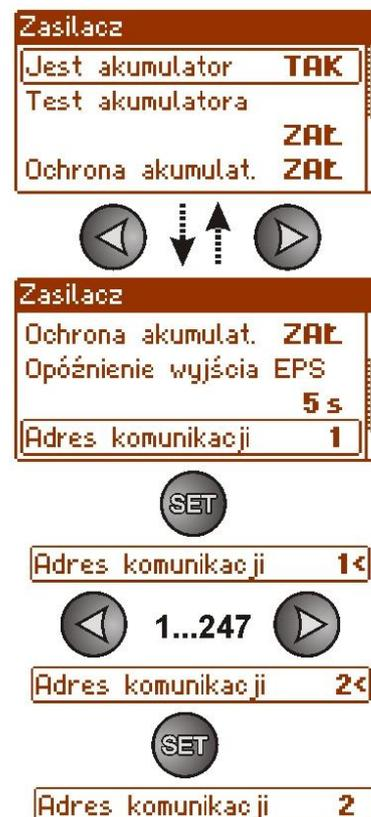 Zasilacz
Jest akumulator TAK
Test akumulatora
ZAŁ
Ochrona akumulat. ZAŁ
Zasilacz
Ochrona akumulat. ZAŁ
Opóźnienie wyjścia EPS
5 s
Adres komunikacji 1
SET
Adres komunikacji 1<
1...247
Adres komunikacji 2<
SET
Adres komunikacji 2